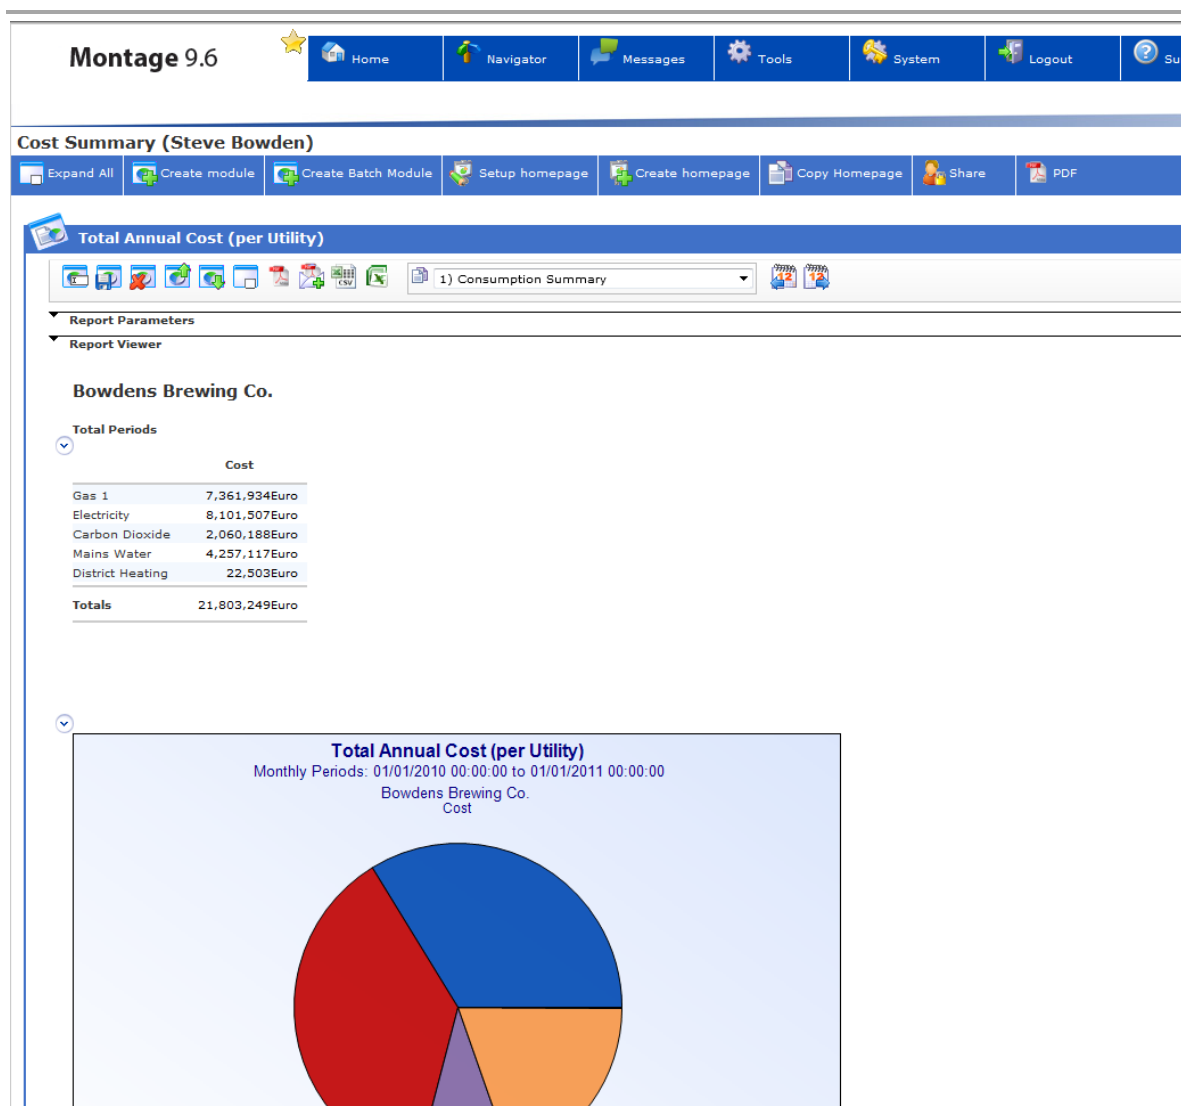 Montage 9.6
Home Navigator Messages Tools System Logout
Cost Summary (Steve Bowden)
Expand All Create module Create Batch Module Setup homepage Create homepage Copy Homepage Share PDF
Total Annual Cost (per Utility)
1) Consumption Summary
Report Parameters
Report Viewer
Bowdens Brewing Co.
Total Periods
Cost
Gas 1 7,361,934Euro
Electricity 8,101,507Euro
Carbon Dioxide 2,060,188Euro
Mains Water 4,257,117Euro
District Heating 22,503Euro
Totals 21,803,249Euro
Total Annual Cost (per Utility)
Monthly Periods: 01/01/2010 00:00:00 to 01/01/2011 00:00:00
Bowdens Brewing Co.
Cost